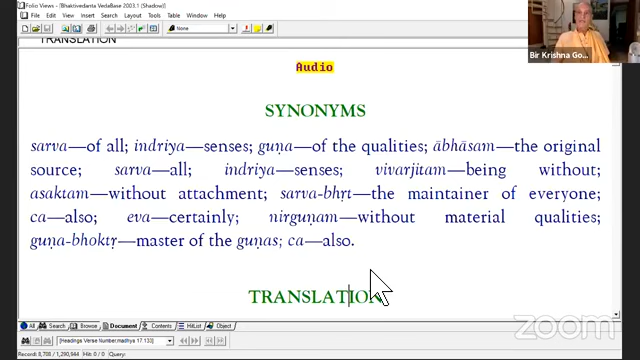 Folio Views - [Bhaktivedanta VedaBase 2003.1 (Shadow)]
File Edit View Search
Window Help
None
Bir Krishna Go...
TRANSLATION
Audio
SYNONYMS
sarva—of all; indriya—senses; guṇa—of the qualities; ābhāsam—the original
source; sarva—all; indriya—senses; vivarjitam—being without;
asaktam—without attachment; sarva-bhṛt—the maintainer of everyone;
ca—also; eva—certainly; nirguṇam—without material qualities;
guṇa-bhoktṛ—master of the guṇas; ca—also.
TRANSLATION
All Search Browse Document Contents HitList Object
[Headings Verse Number:madhya 17.133]
Record: 8,708 / 1,290,944 Hit: 0 / 0 Query:
zoom